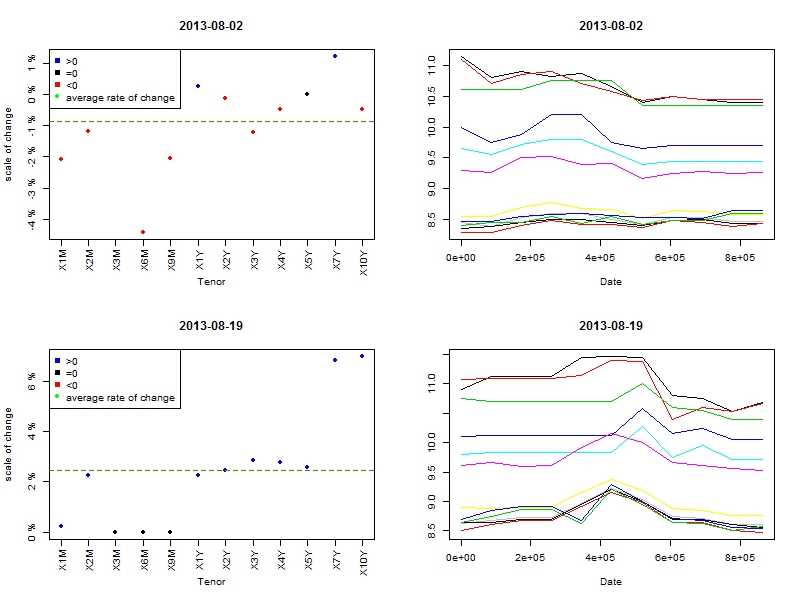 2013-08-02
scale of change
-4 %
-3 %
-2 %
-1 %
0 %
1 %
>0
=0
<0
average rate of change
X1M
X2M
X3M
X6M
X9M
X1Y
X2Y
X3Y
X4Y
X5Y
X7Y
X10Y
Tenor
2013-08-02
11.0
10.5
10.0
9.5
9.0
8.5
0e+00
2e+05
4e+05
6e+05
8e+05
Date
2013-08-19
scale of change
0 %
2 %
4 %
6 %
>0
=0
<0
average rate of change
X1M
X2M
X3M
X6M
X9M
X1Y
X2Y
X3Y
X4Y
X5Y
X7Y
X10Y
Tenor
2013-08-19
11.0
10.0
9.5
9.0
8.5
0e+00
2e+05
4e+05
6e+05
8e+05
Date